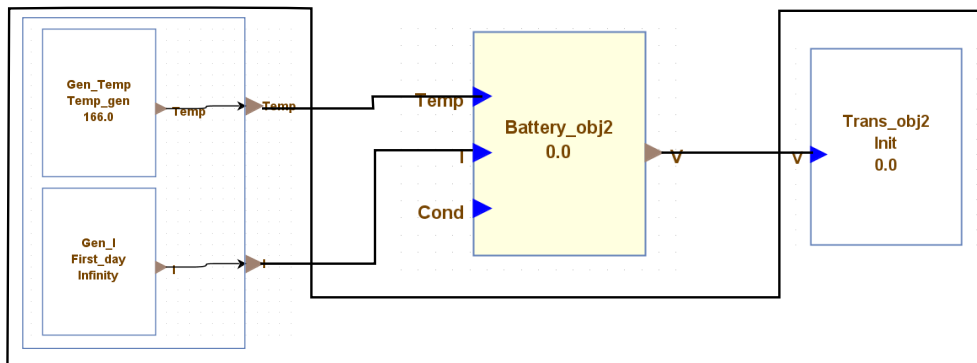 Gen_Temp
Temp_gen
166.0
Temp
Temp
Gen_I
First_day
Infinity
I
I
Temp
I
Cond
Battery_obj2
0.0
V
V
Trans_obj2
Init
0.0